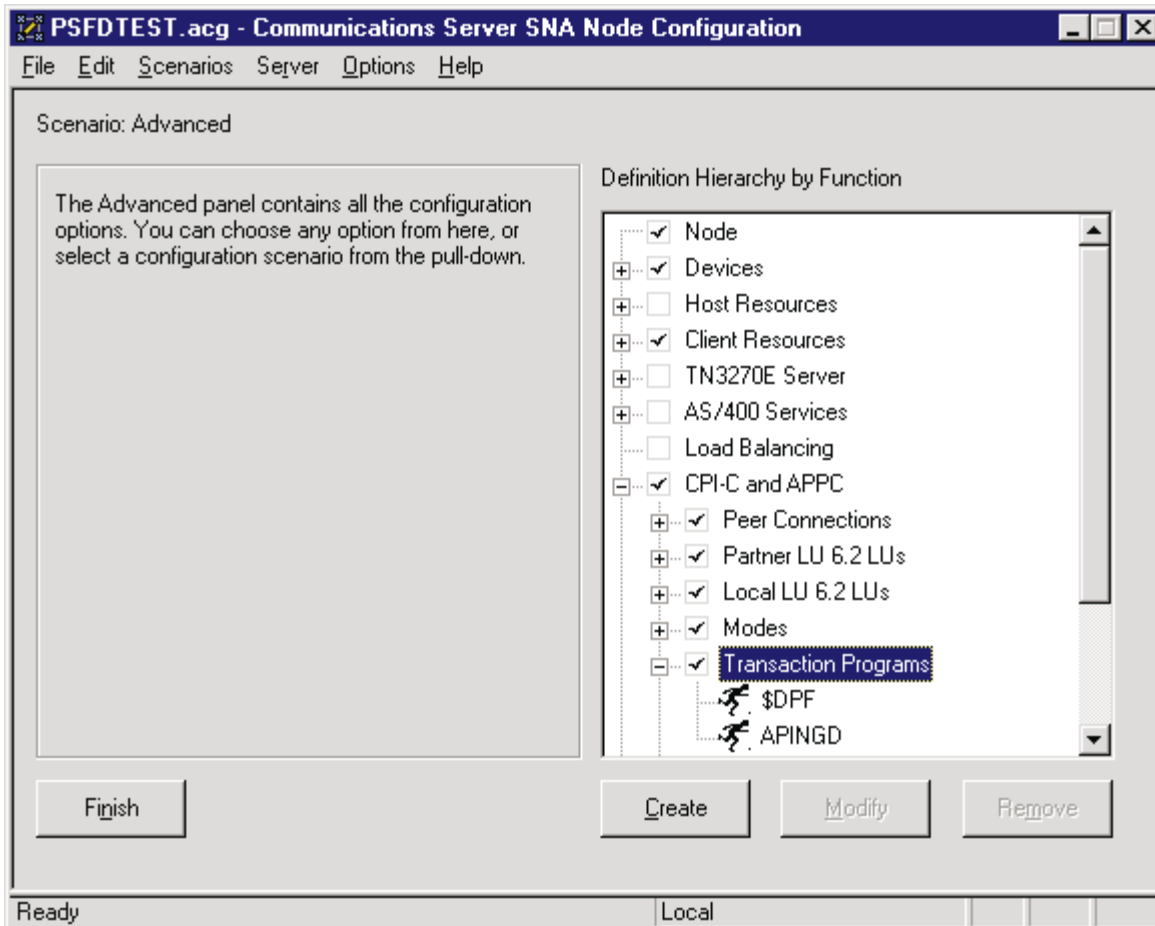 PSFDTEST.acg - Communications Server SNA Node Configuration
File Edit Scenarios Server Options Help
Scenario: Advanced
The Advanced panel contains all the configuration
options. You can choose any option from here, or
select a configuration scenario from the pull-down.
Definition Hierarchy by Function
Node
Devices
Host Resources
Client Resources
TN3270E Server
AS/400 Services
Load Balancing
CPI-C and APPC
Peer Connections
Partner LU 6.2 LUs
Local LU 6.2 LUs
Modes
Transaction Programs
$DPF
APINGD
Finish
Create Modify Remove
Ready Local